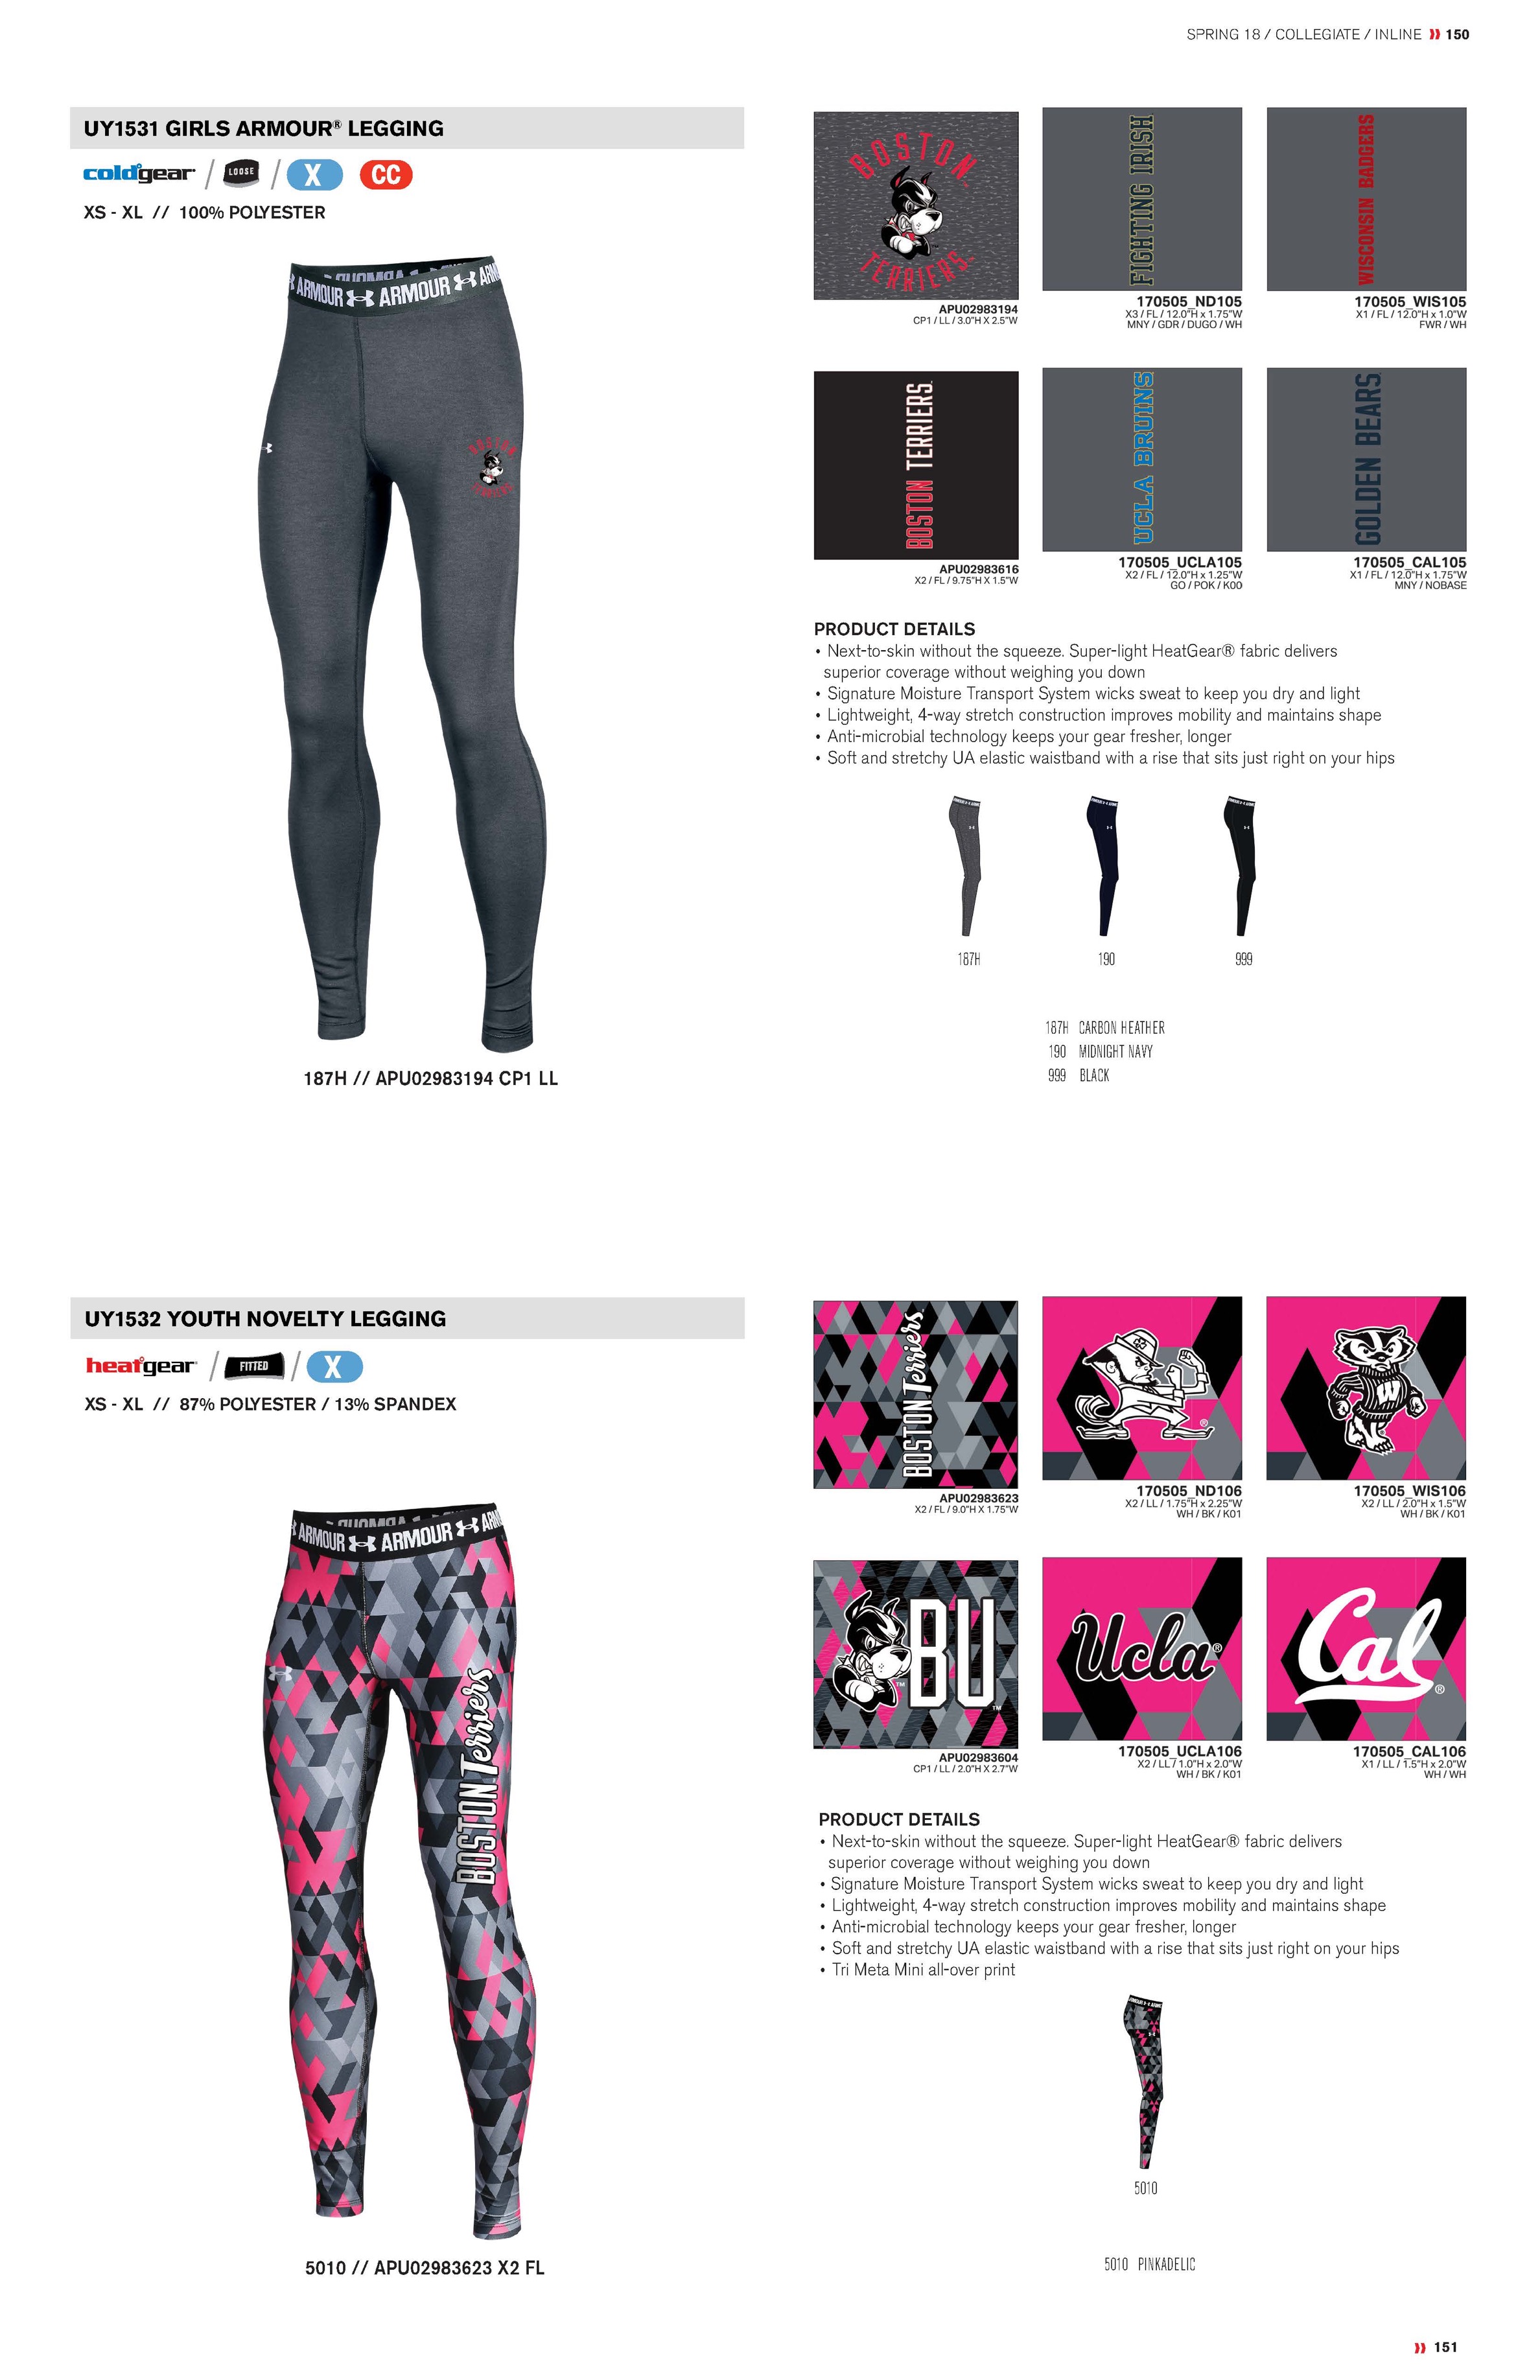 SPRING 18 / COLLEGIATE / INLINE 150
UY1531 GIRLS ARMOUR® LEGGING
coldgear / LOOSE / X CC
XS - XL // 100% POLYESTER
ARMOUR ARMOUR ARM
BOSTON
TERRIERS
187H // APU02983194 CP1 LL
BOSTON
TERRIERS
APU02983194
CP1 / LL / 3.0"H X 2.5"W
FIGHTING IRISH
170505_ND105
X3 / FL / 12.0"H x 1.75"W
MNY / GDR / DUGO / WH
WISCONSIN BADGERS
170505_WIS105
X1 / FL / 12.0"H x 1.0"W
FWR / WH
BOSTON TERRIERS
APU02983616
X2 / FL / 9.75"H X 1.5"W
UCLA BRUINS
170505_UCLA105
X2 / FL / 12.0"H x 1.25"W
GO / POK / K00
GOLDEN BEARS
170505_CAL105
X1 / FL / 12.0"H x 1.75"W
MNY / NOBASE
PRODUCT DETAILS
• Next-to-skin without the squeeze. Super-light HeatGear® fabric delivers
superior coverage without weighing you down
• Signature Moisture Transport System wicks sweat to keep you dry and light
• Lightweight, 4-way stretch construction improves mobility and maintains shape
• Anti-microbial technology keeps your gear fresher, longer
• Soft and stretchy UA elastic waistband with a rise that sits just right on your hips
187H 190 999
187H CARBON HEATHER
190 MIDNIGHT NAVY
999 BLACK
UY1532 YOUTH NOVELTY LEGGING
heatgear / FITTED / X
XS - XL // 87% POLYESTER / 13% SPANDEX
ARMOUR ARMOUR ARM
BOSTON Terriers
5010 // APU02983623 X2 FL
BOSTON Terriers
APU02983623
X2 / FL / 9.0"H X 1.75"W
®
170505_ND106
X2 / LL / 1.75"H x 2.25"W
WH / BK / K01
W
170505_WIS106
X2 / LL / 2.0"H x 1.5"W
WH / BK / K01
BU
TM
TM
APU02983604
CP1 / LL / 2.0"H X 2.7"W
Ucla®
170505_UCLA106
X2 / LL / 1.0"H x 2.0"W
WH / BK / K01
Cal®
170505_CAL106
X1 / LL / 1.5"H x 2.0"W
WH / WH
PRODUCT DETAILS
• Next-to-skin without the squeeze. Super-light HeatGear® fabric delivers
superior coverage without weighing you down
• Signature Moisture Transport System wicks sweat to keep you dry and light
• Lightweight, 4-way stretch construction improves mobility and maintains shape
• Anti-microbial technology keeps your gear fresher, longer
• Soft and stretchy UA elastic waistband with a rise that sits just right on your hips
• Tri Meta Mini all-over print
5010
5010 PINKADELIC
151